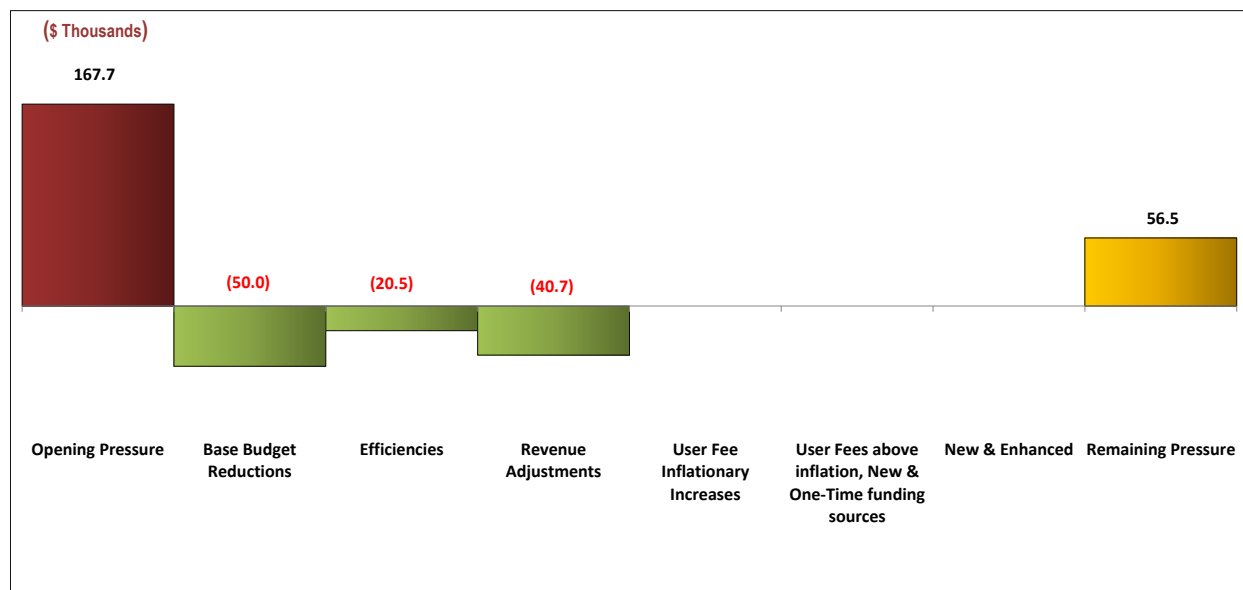 ($ Thousands)
167.7
56.5
(50.0)
(20.5)
(40.7)
Opening Pressure
Base Budget
Reductions
Efficiencies
Revenue
Adjustments
User Fee
Inflationary
Increases
User Fees above
inflation, New &
One-Time funding
sources
New & Enhanced
Remaining Pressure